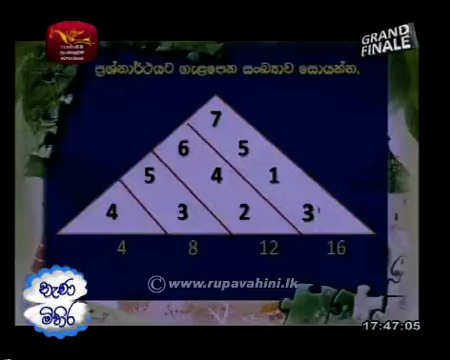 GRAND
FINALE
ප්‍රශ්නාර්ථයට ගැළපෙන සංඛ්‍යාව සොයන්න.
7
6 5
5 4 1
4 3 2 3
4 8 12 16
© www.rupavahini.lk
නැණ
මිහිර
17:47:05